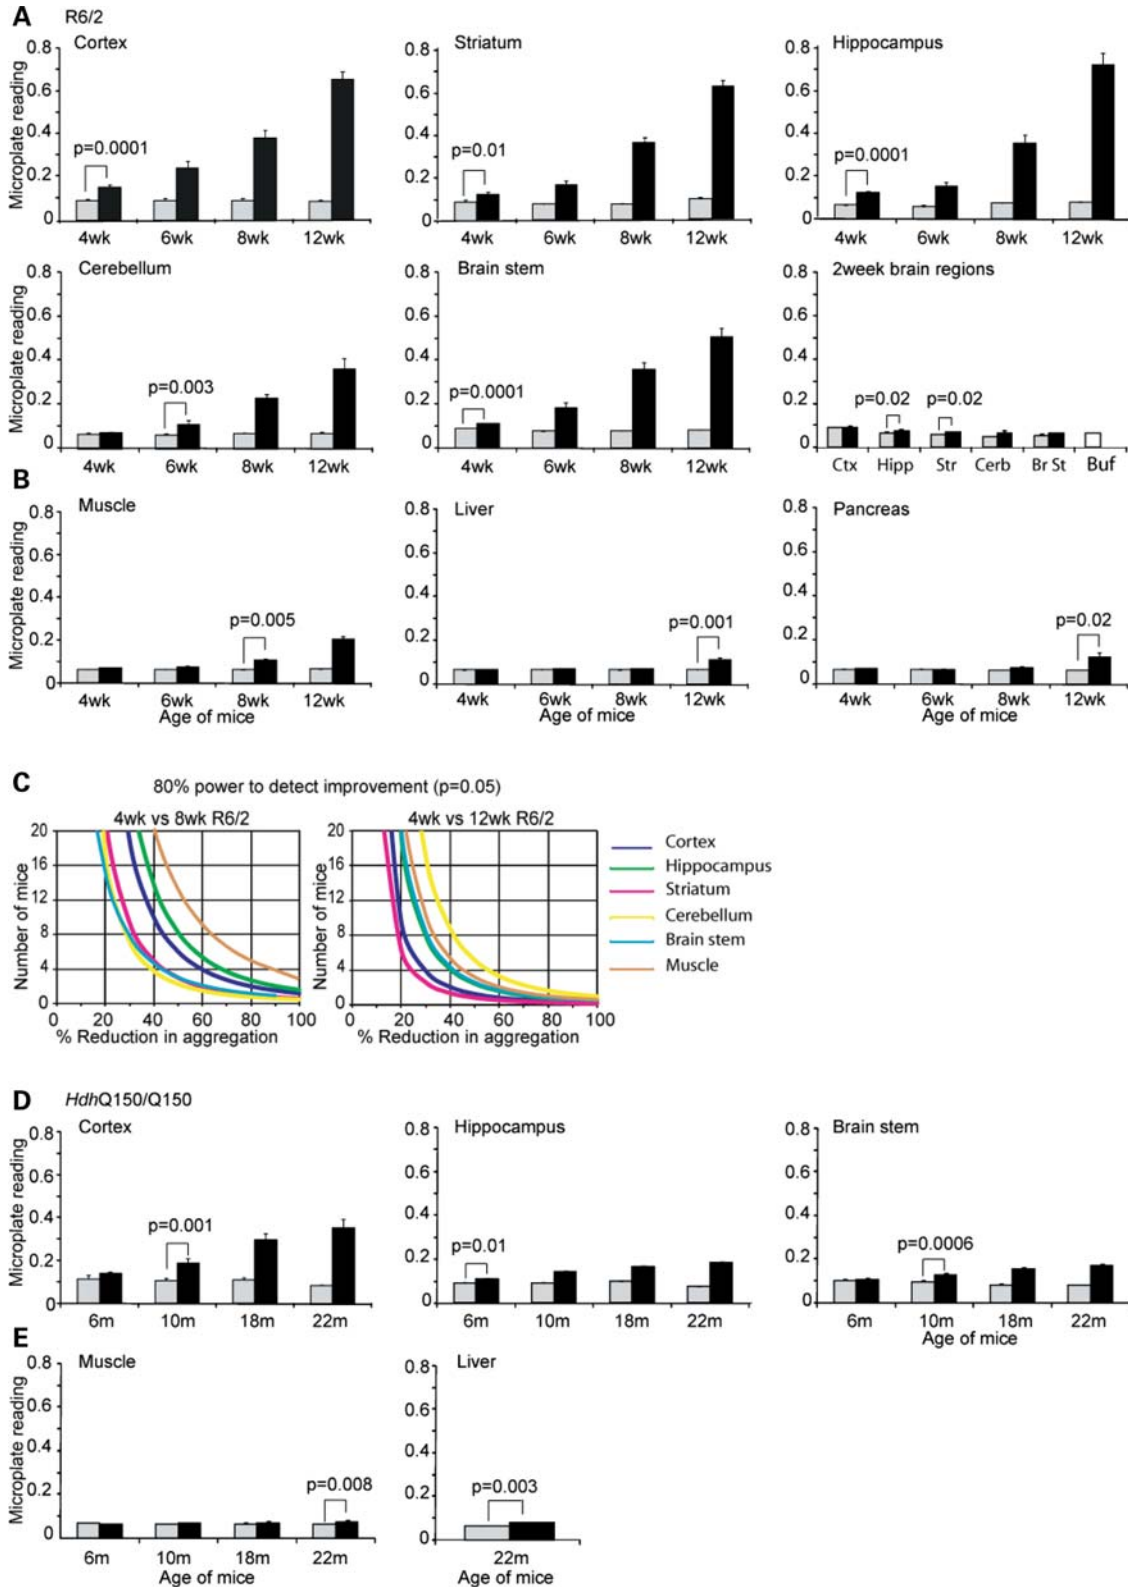 A R6/2
Cortex Striatum Hippocampus
Microplate reading
0.8 0.8 0.8
0.6 0.6 0.6
0.4 0.4 0.4
p=0.0001 p=0.01 p=0.0001
0.2 0.2 0.2
0 0 0
4wk 6wk 8wk 12wk 4wk 6wk 8wk 12wk 4wk 6wk 8wk 12wk
Cerebellum Brain stem 2week brain regions
Microplate reading
0.8 0.8 0.8
0.6 0.6 0.6
0.4 0.4 0.4
p=0.003 p=0.0001 p=0.02 p=0.02
0.2 0.2 0.2
0 0 0
4wk 6wk 8wk 12wk 4wk 6wk 8wk 12wk Ctx Hipp Str Cerb Br St Buf
B
Muscle Liver Pancreas
Microplate reading
0.8 0.8 0.8
0.6 0.6 0.6
0.4 0.4 0.4
p=0.005 p=0.001 p=0.02
0.2 0.2 0.2
0 0 0
4wk 6wk 8wk 12wk 4wk 6wk 8wk 12wk 4wk 6wk 8wk 12wk
Age of mice Age of mice Age of mice
C
80% power to detect improvement (p=0.05)
4wk vs 8wk R6/2 4wk vs 12wk R6/2
Number of mice Number of mice
20 20
16 16
12 12
8 8
4 4
0 0
20 40 60 80 100 0 20 40 60 80 100
% Reduction in aggregation % Reduction in aggregation
Cortex
Hippocampus
Striatum
Cerebellum
Brain stem
Muscle
D HdhQ150/Q150
Cortex Hippocampus Brain stem
Microplate reading
0.8 0.8 0.8
0.6 0.6 0.6
0.4 0.4 0.4
p=0.001 p=0.01 p=0.0006
0.2 0.2 0.2
0 0 0
6m 10m 18m 22m 6m 10m 18m 22m 6m 10m 18m 22m
Age of mice
E
Muscle Liver
Microplate reading
0.8 0.8
0.6 0.6
0.4 0.4
p=0.008 p=0.003
0.2 0.2
0 0
6m 10m 18m 22m 22m
Age of mice Age of mice